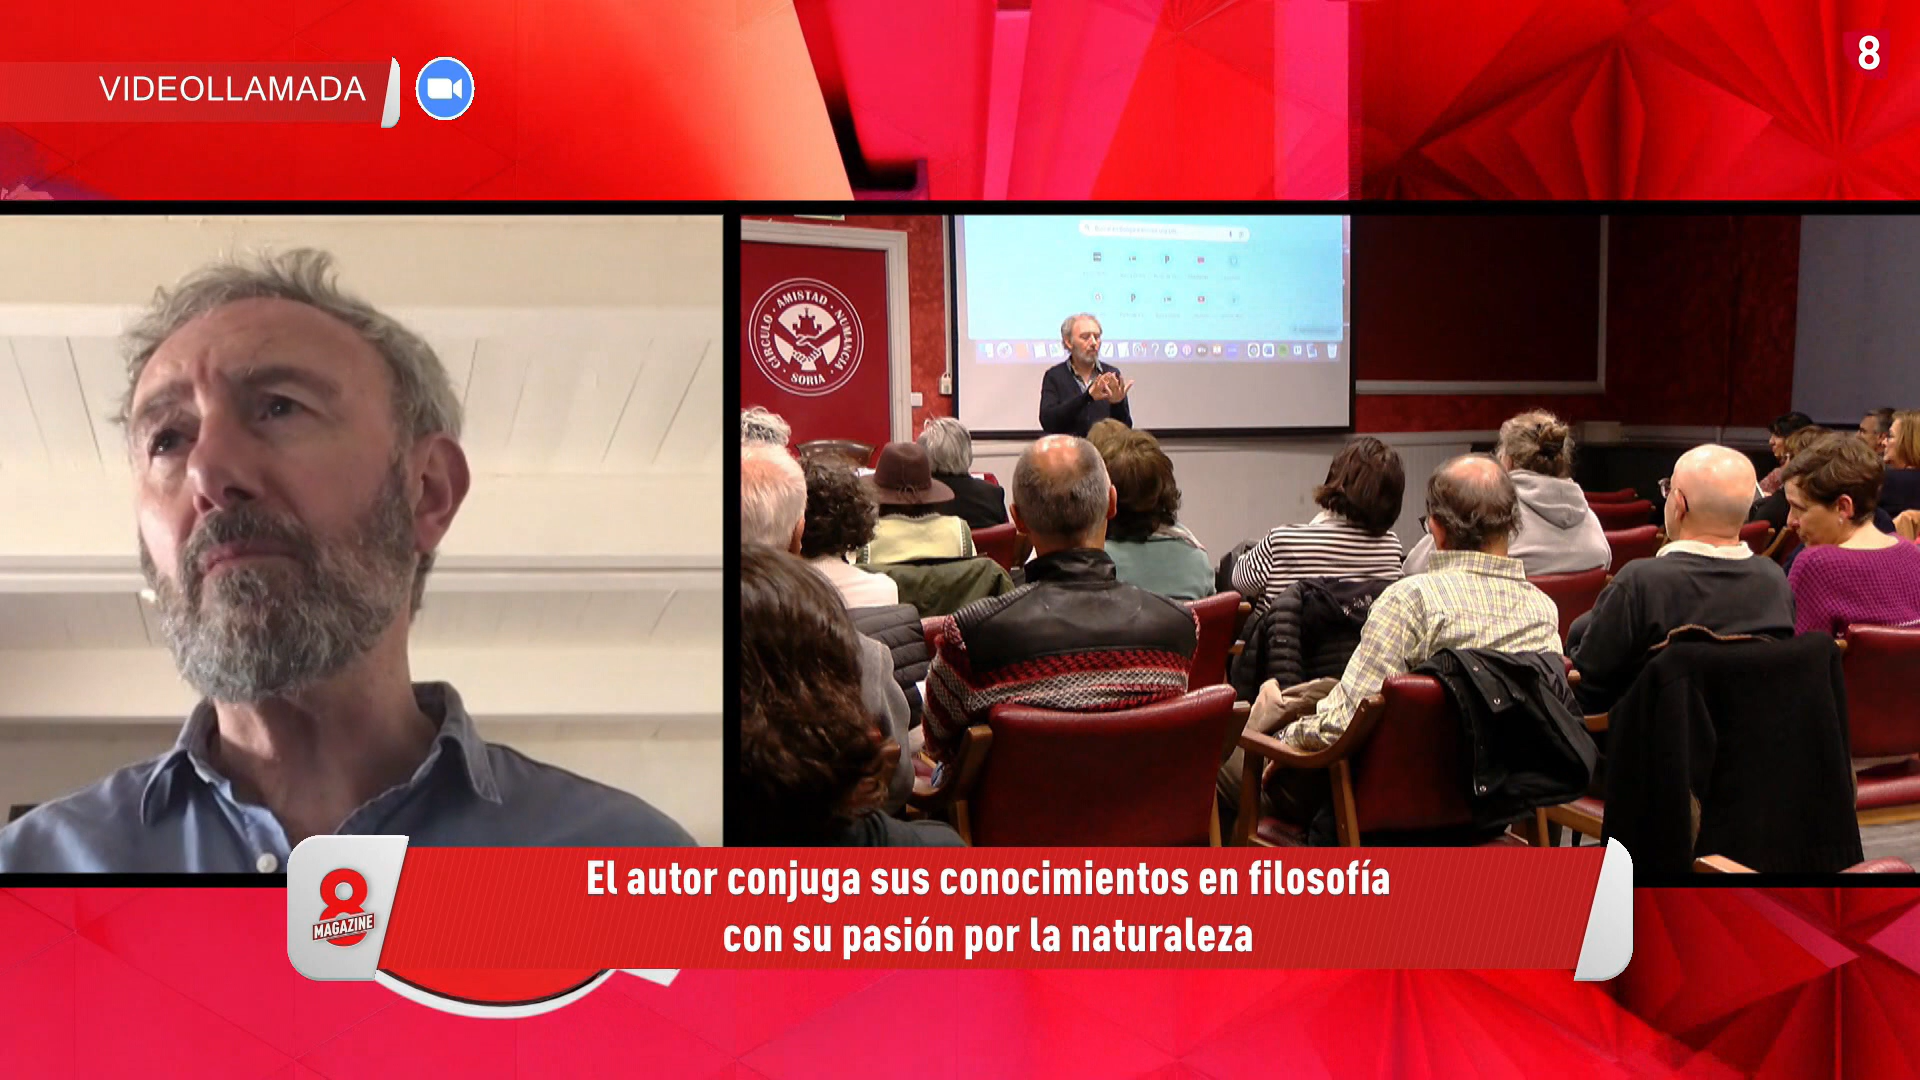 VIDEOLLAMADA
8
CÍRCULO · AMISTAD · NUMANCIA
· SORIA ·
El autor conjuga sus conocimientos en filosofía
con su pasión por la naturaleza
8
MAGAZINE